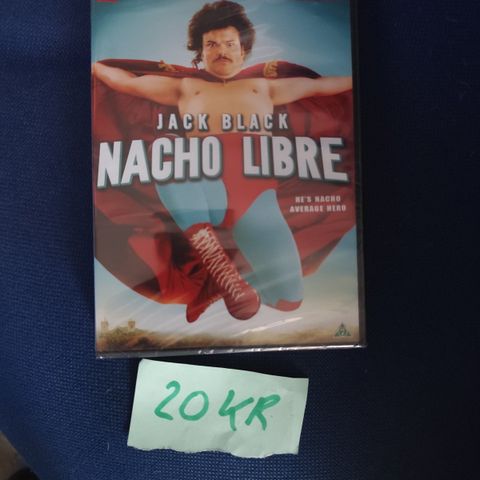 JACK BLACK
NACHO LIBRE
HE'S NACHO
AVERAGE HERO
20 KR